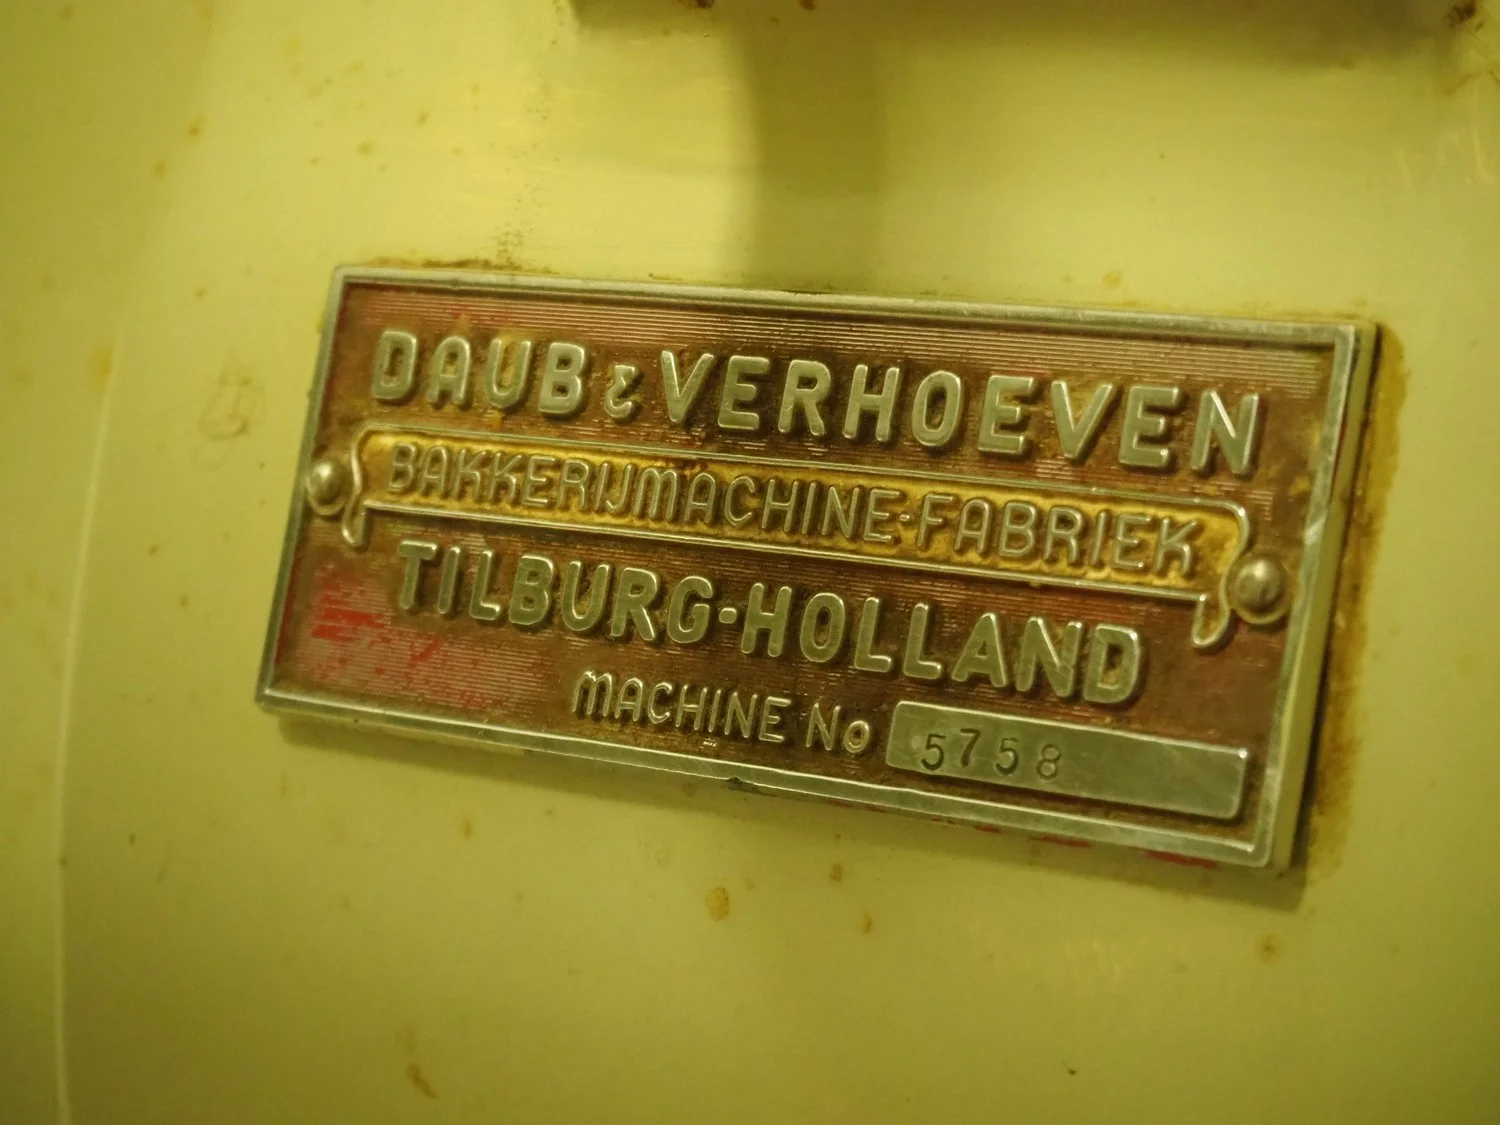 DAUB & VERHOEVEN
BAKKERIJMACHINE-FABRIEK
TILBURG-HOLLAND
MACHINE No 5758